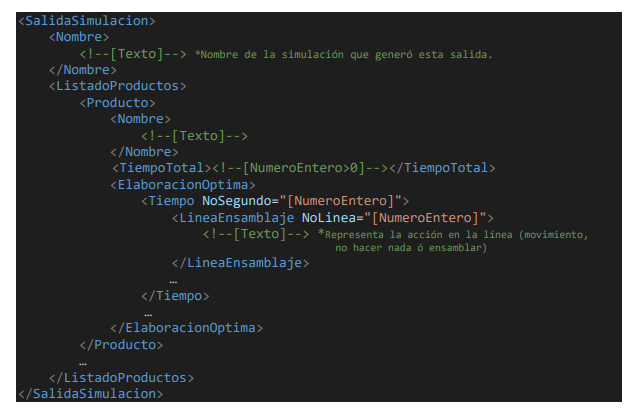 <SalidaSimulacion>
<Nombre>
<!--[Texto]--> *Nombre de la simulación que generó esta salida.
</Nombre>
<ListadoProductos>
<Producto>
<Nombre>
<!--[Texto]-->
</Nombre>
<TiempoTotal><!--[NumeroEntero>0]--></TiempoTotal>
<ElaboracionOptima>
<Tiempo NoSegundo="[NumeroEntero]">
<LineaEnsamblaje NoLinea="[NumeroEntero]">
<!--[Texto]--> *Representa la acción en la línea (movimiento,
no hacer nada ó ensamblar)
</LineaEnsamblaje>
…
</Tiempo>
…
</ElaboracionOptima>
</Producto>
…
</ListadoProductos>
</SalidaSimulacion>